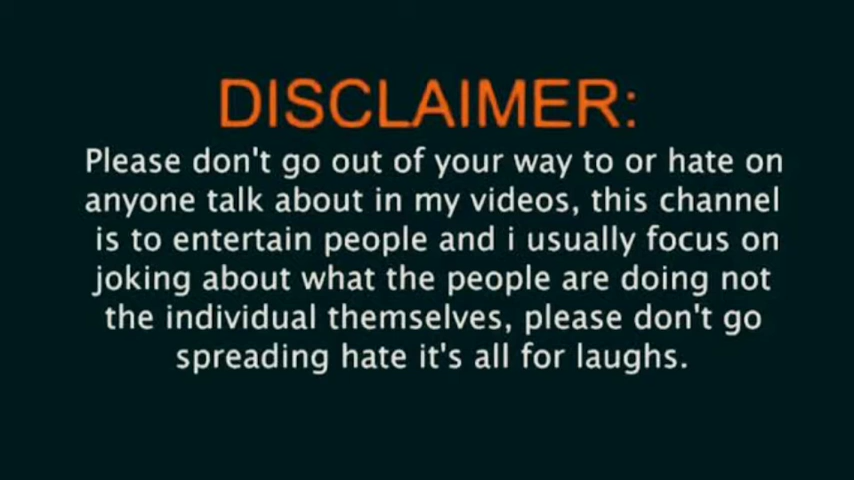 DISCLAIMER:
Please don't go out of your way to or hate on
anyone talk about in my videos, this channel
is to entertain people and i usually focus on
joking about what the people are doing not
the individual themselves, please don't go
spreading hate it's all for laughs.